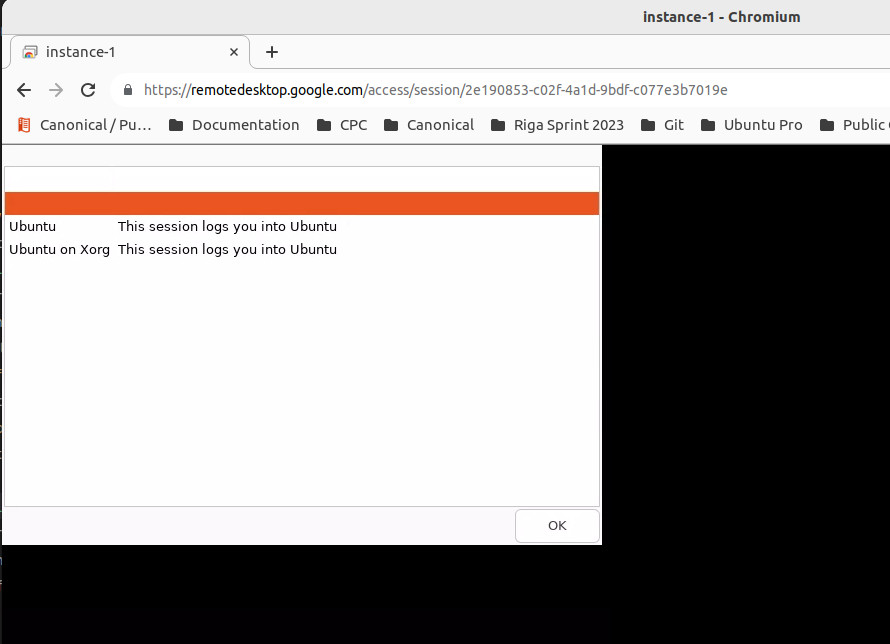 instance-1 - Chromium
instance-1
https://remotedesktop.google.com/access/session/2e190853-c02f-4a1d-9bdf-c077e3b7019e
Canonical / Pu... Documentation CPC Canonical Riga Sprint 2023 Git Ubuntu Pro Public
Ubuntu This session logs you into Ubuntu
Ubuntu on Xorg This session logs you into Ubuntu
OK